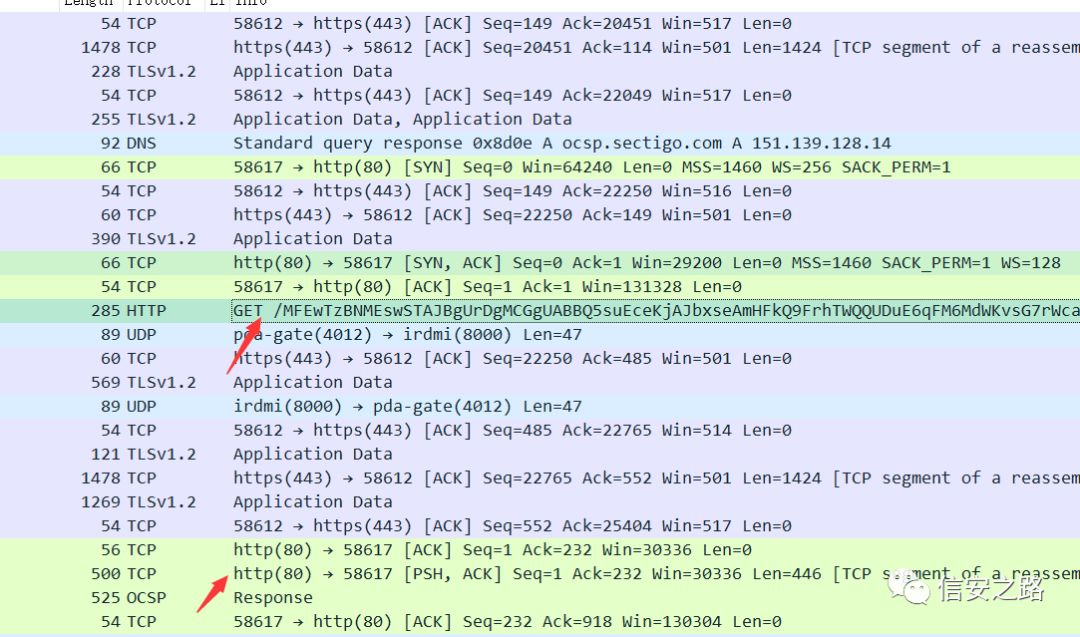 Length Protocol Info
54 TCP 58612 → https(443) [ACK] Seq=149 Ack=20451 Win=517 Len=0
1478 TCP https(443) → 58612 [ACK] Seq=20451 Ack=114 Win=501 Len=1424 [TCP segment of a reassem
228 TLSv1.2 Application Data
54 TCP 58612 → https(443) [ACK] Seq=149 Ack=22049 Win=517 Len=0
255 TLSv1.2 Application Data, Application Data
92 DNS Standard query response 0x8d0e A ocsp.sectigo.com A 151.139.128.14
66 TCP 58617 → http(80) [SYN] Seq=0 Win=64240 Len=0 MSS=1460 WS=256 SACK_PERM=1
54 TCP 58612 → https(443) [ACK] Seq=149 Ack=22250 Win=516 Len=0
60 TCP https(443) → 58612 [ACK] Seq=22250 Ack=149 Win=501 Len=0
390 TLSv1.2 Application Data
66 TCP http(80) → 58617 [SYN, ACK] Seq=0 Ack=1 Win=29200 Len=0 MSS=1460 SACK_PERM=1 WS=128
54 TCP 58617 → http(80) [ACK] Seq=1 Ack=1 Win=131328 Len=0
285 HTTP GET /MFEwTzBNMEswSTAJBgUrDgMCGgUABBQ5suEceKjAJbxseAmHFkQ9FrhTWQQUDuE6qFM6MdWKvsG7rWca
89 UDP pda-gate(4012) → irdmi(8000) Len=47
60 TCP https(443) → 58612 [ACK] Seq=22250 Ack=485 Win=501 Len=0
569 TLSv1.2 Application Data
89 UDP irdmi(8000) → pda-gate(4012) Len=47
54 TCP 58612 → https(443) [ACK] Seq=485 Ack=22765 Win=514 Len=0
121 TLSv1.2 Application Data
1478 TCP https(443) → 58612 [ACK] Seq=22765 Ack=552 Win=501 Len=1424 [TCP segment of a reassem
1269 TLSv1.2 Application Data
54 TCP 58612 → https(443) [ACK] Seq=552 Ack=25404 Win=517 Len=0
56 TCP http(80) → 58617 [ACK] Seq=1 Ack=232 Win=30336 Len=0
500 TCP http(80) → 58617 [PSH, ACK] Seq=1 Ack=232 Win=30336 Len=446 [TCP segment of a reassem
信安之路
525 OCSP Response
54 TCP 58617 → http(80) [ACK] Seq=232 Ack=918 Win=130304 Len=0